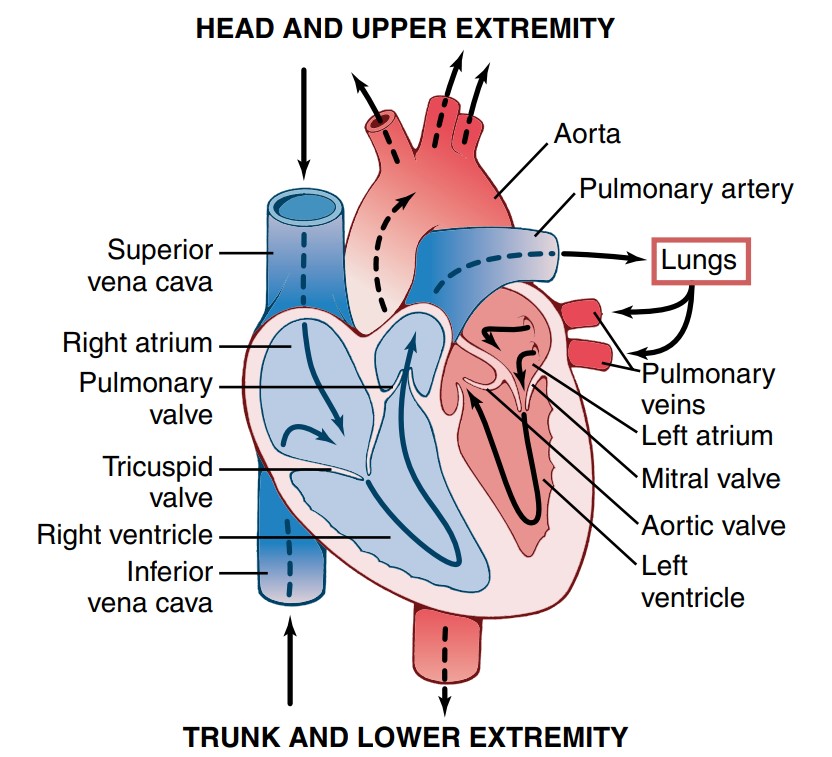 HEAD AND UPPER EXTREMITY
Aorta
Pulmonary artery
Lungs
Superior
vena cava
Right atrium
Pulmonary
valve
Tricuspid
valve
Right ventricle
Inferior
vena cava
Pulmonary
veins
Left atrium
Mitral valve
Aortic valve
Left
ventricle
TRUNK AND LOWER EXTREMITY